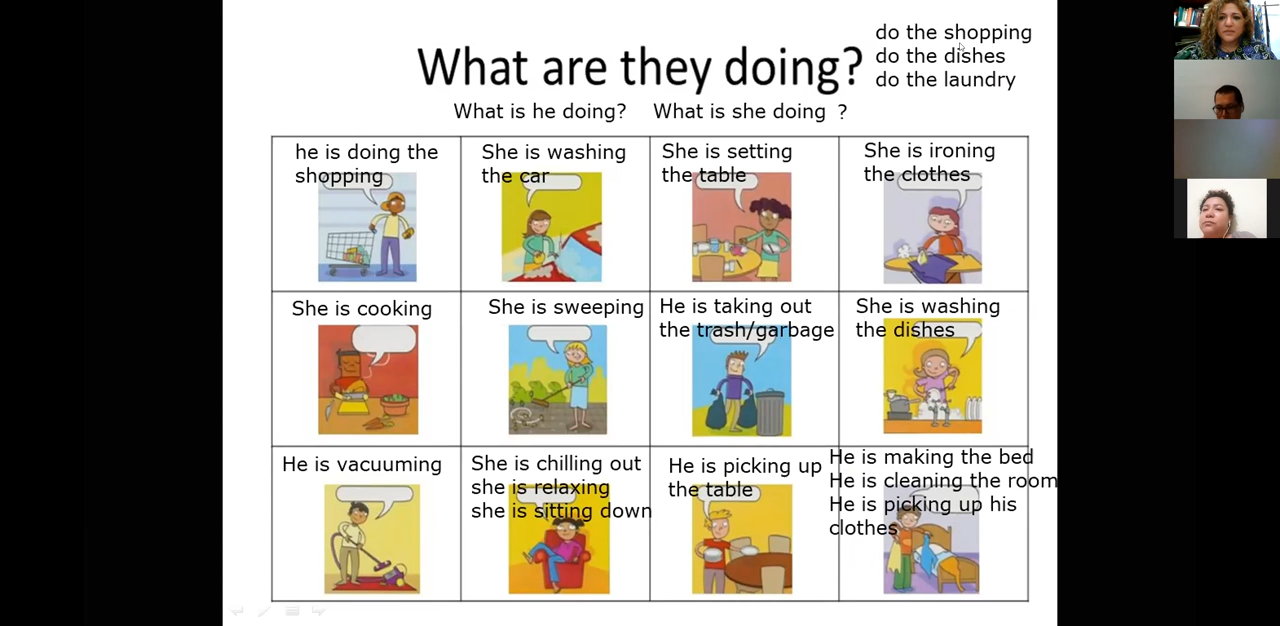 do the shopping
do the dishes
do the laundry
What are they doing?
What is he doing? What is she doing ?
he is doing the
shopping
She is washing
the car
She is setting
the table
She is ironing
the clothes
She is cooking
She is sweeping
He is taking out
the trash/garbage
She is washing
the dishes
He is vacuuming
She is chilling out
she is relaxing
she is sitting down
He is picking up
the table
He is making the bed
He is cleaning the room
He is picking up his
clothes